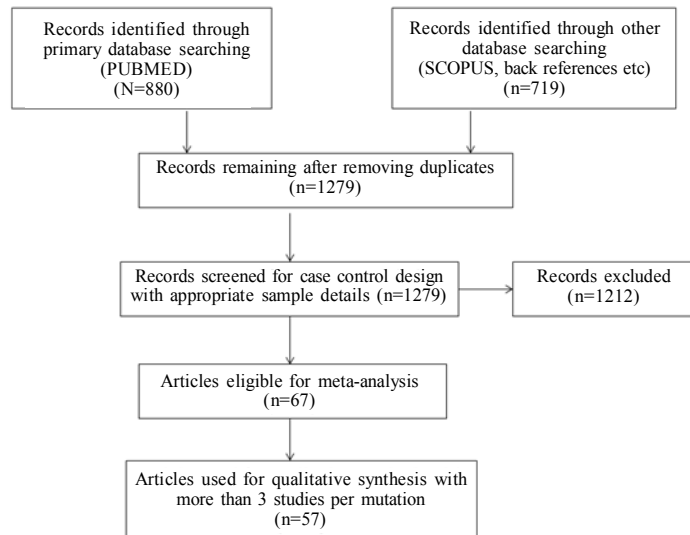 Records identified through
primary database searching
(PUBMED)
(N=880)
Records identified through other
database searching
(SCOPUS, back references etc)
(n=719)
Records remaining after removing duplicates
(n=1279)
Records screened for case control design
with appropriate sample details (n=1279)
Records excluded
(n=1212)
Articles eligible for meta-analysis
(n=67)
Articles used for qualitative synthesis with
more than 3 studies per mutation
(n=57)